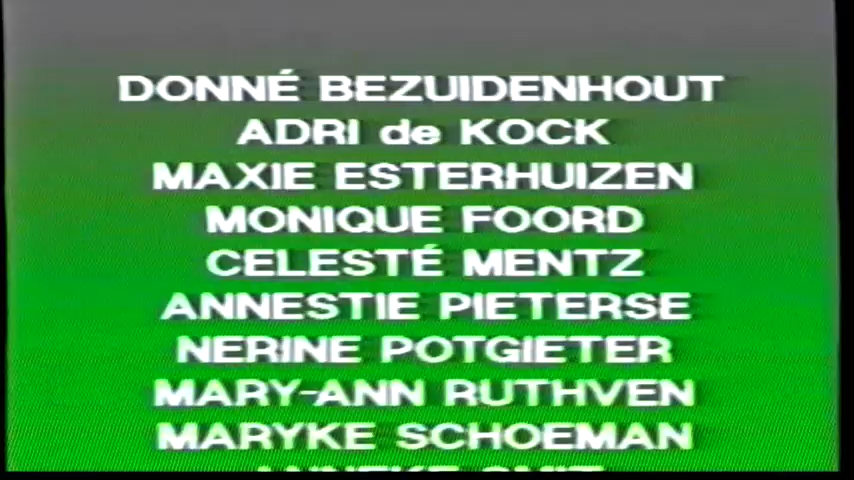 DONNÉ BEZUIDENHOUT
ADRI de KOCK
MAXIE ESTERHUIZEN
MONIQUE FOORD
CELESTÉ MENTZ
ANNESTIE PIETERSE
NERINE POTGIETER
MARY-ANN RUTHVEN
MARYKE SCHOEMAN